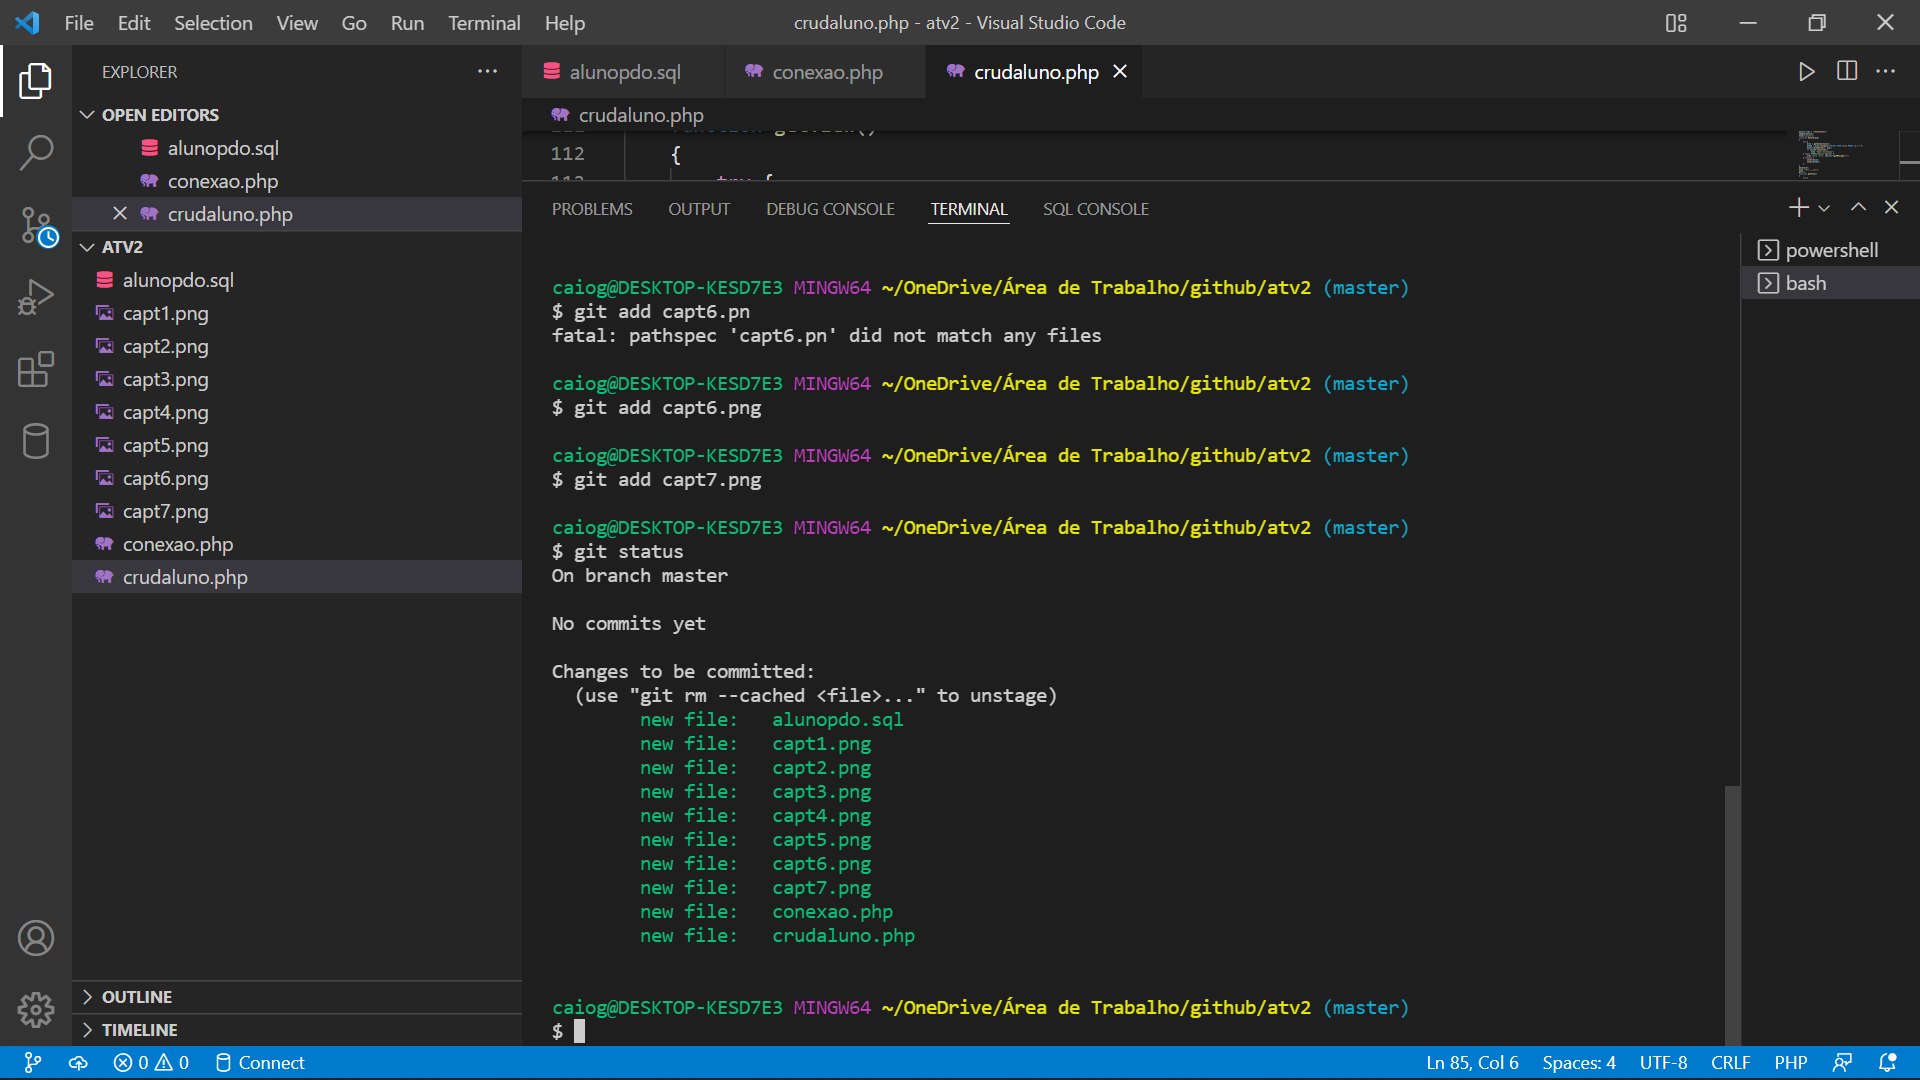 File Edit Selection View Go Run Terminal Help
crudaluno.php - atv2 - Visual Studio Code
EXPLORER
OPEN EDITORS
alunopdo.sql
conexao.php
crudaluno.php
ATV2
alunopdo.sql
capt1.png
capt2.png
capt3.png
capt4.png
capt5.png
capt6.png
capt7.png
conexao.php
crudaluno.php
OUTLINE
TIMELINE
alunopdo.sql conexao.php crudaluno.php
crudaluno.php
112 {
113 try {
PROBLEMS OUTPUT DEBUG CONSOLE TERMINAL SQL CONSOLE
powershell
bash
caiog@DESKTOP-KESD7E3 MINGW64 ~/OneDrive/Área de Trabalho/github/atv2 (master)
$ git add capt6.pn
fatal: pathspec 'capt6.pn' did not match any files
caiog@DESKTOP-KESD7E3 MINGW64 ~/OneDrive/Área de Trabalho/github/atv2 (master)
$ git add capt6.png
caiog@DESKTOP-KESD7E3 MINGW64 ~/OneDrive/Área de Trabalho/github/atv2 (master)
$ git add capt7.png
caiog@DESKTOP-KESD7E3 MINGW64 ~/OneDrive/Área de Trabalho/github/atv2 (master)
$ git status
On branch master
No commits yet
Changes to be committed:
(use "git rm --cached <file>..." to unstage)
new file: alunopdo.sql
new file: capt1.png
new file: capt2.png
new file: capt3.png
new file: capt4.png
new file: capt5.png
new file: capt6.png
new file: capt7.png
new file: conexao.php
new file: crudaluno.php
caiog@DESKTOP-KESD7E3 MINGW64 ~/OneDrive/Área de Trabalho/github/atv2 (master)
$
0 0 Connect
Ln 85, Col 6 Spaces: 4 UTF-8 CRLF PHP